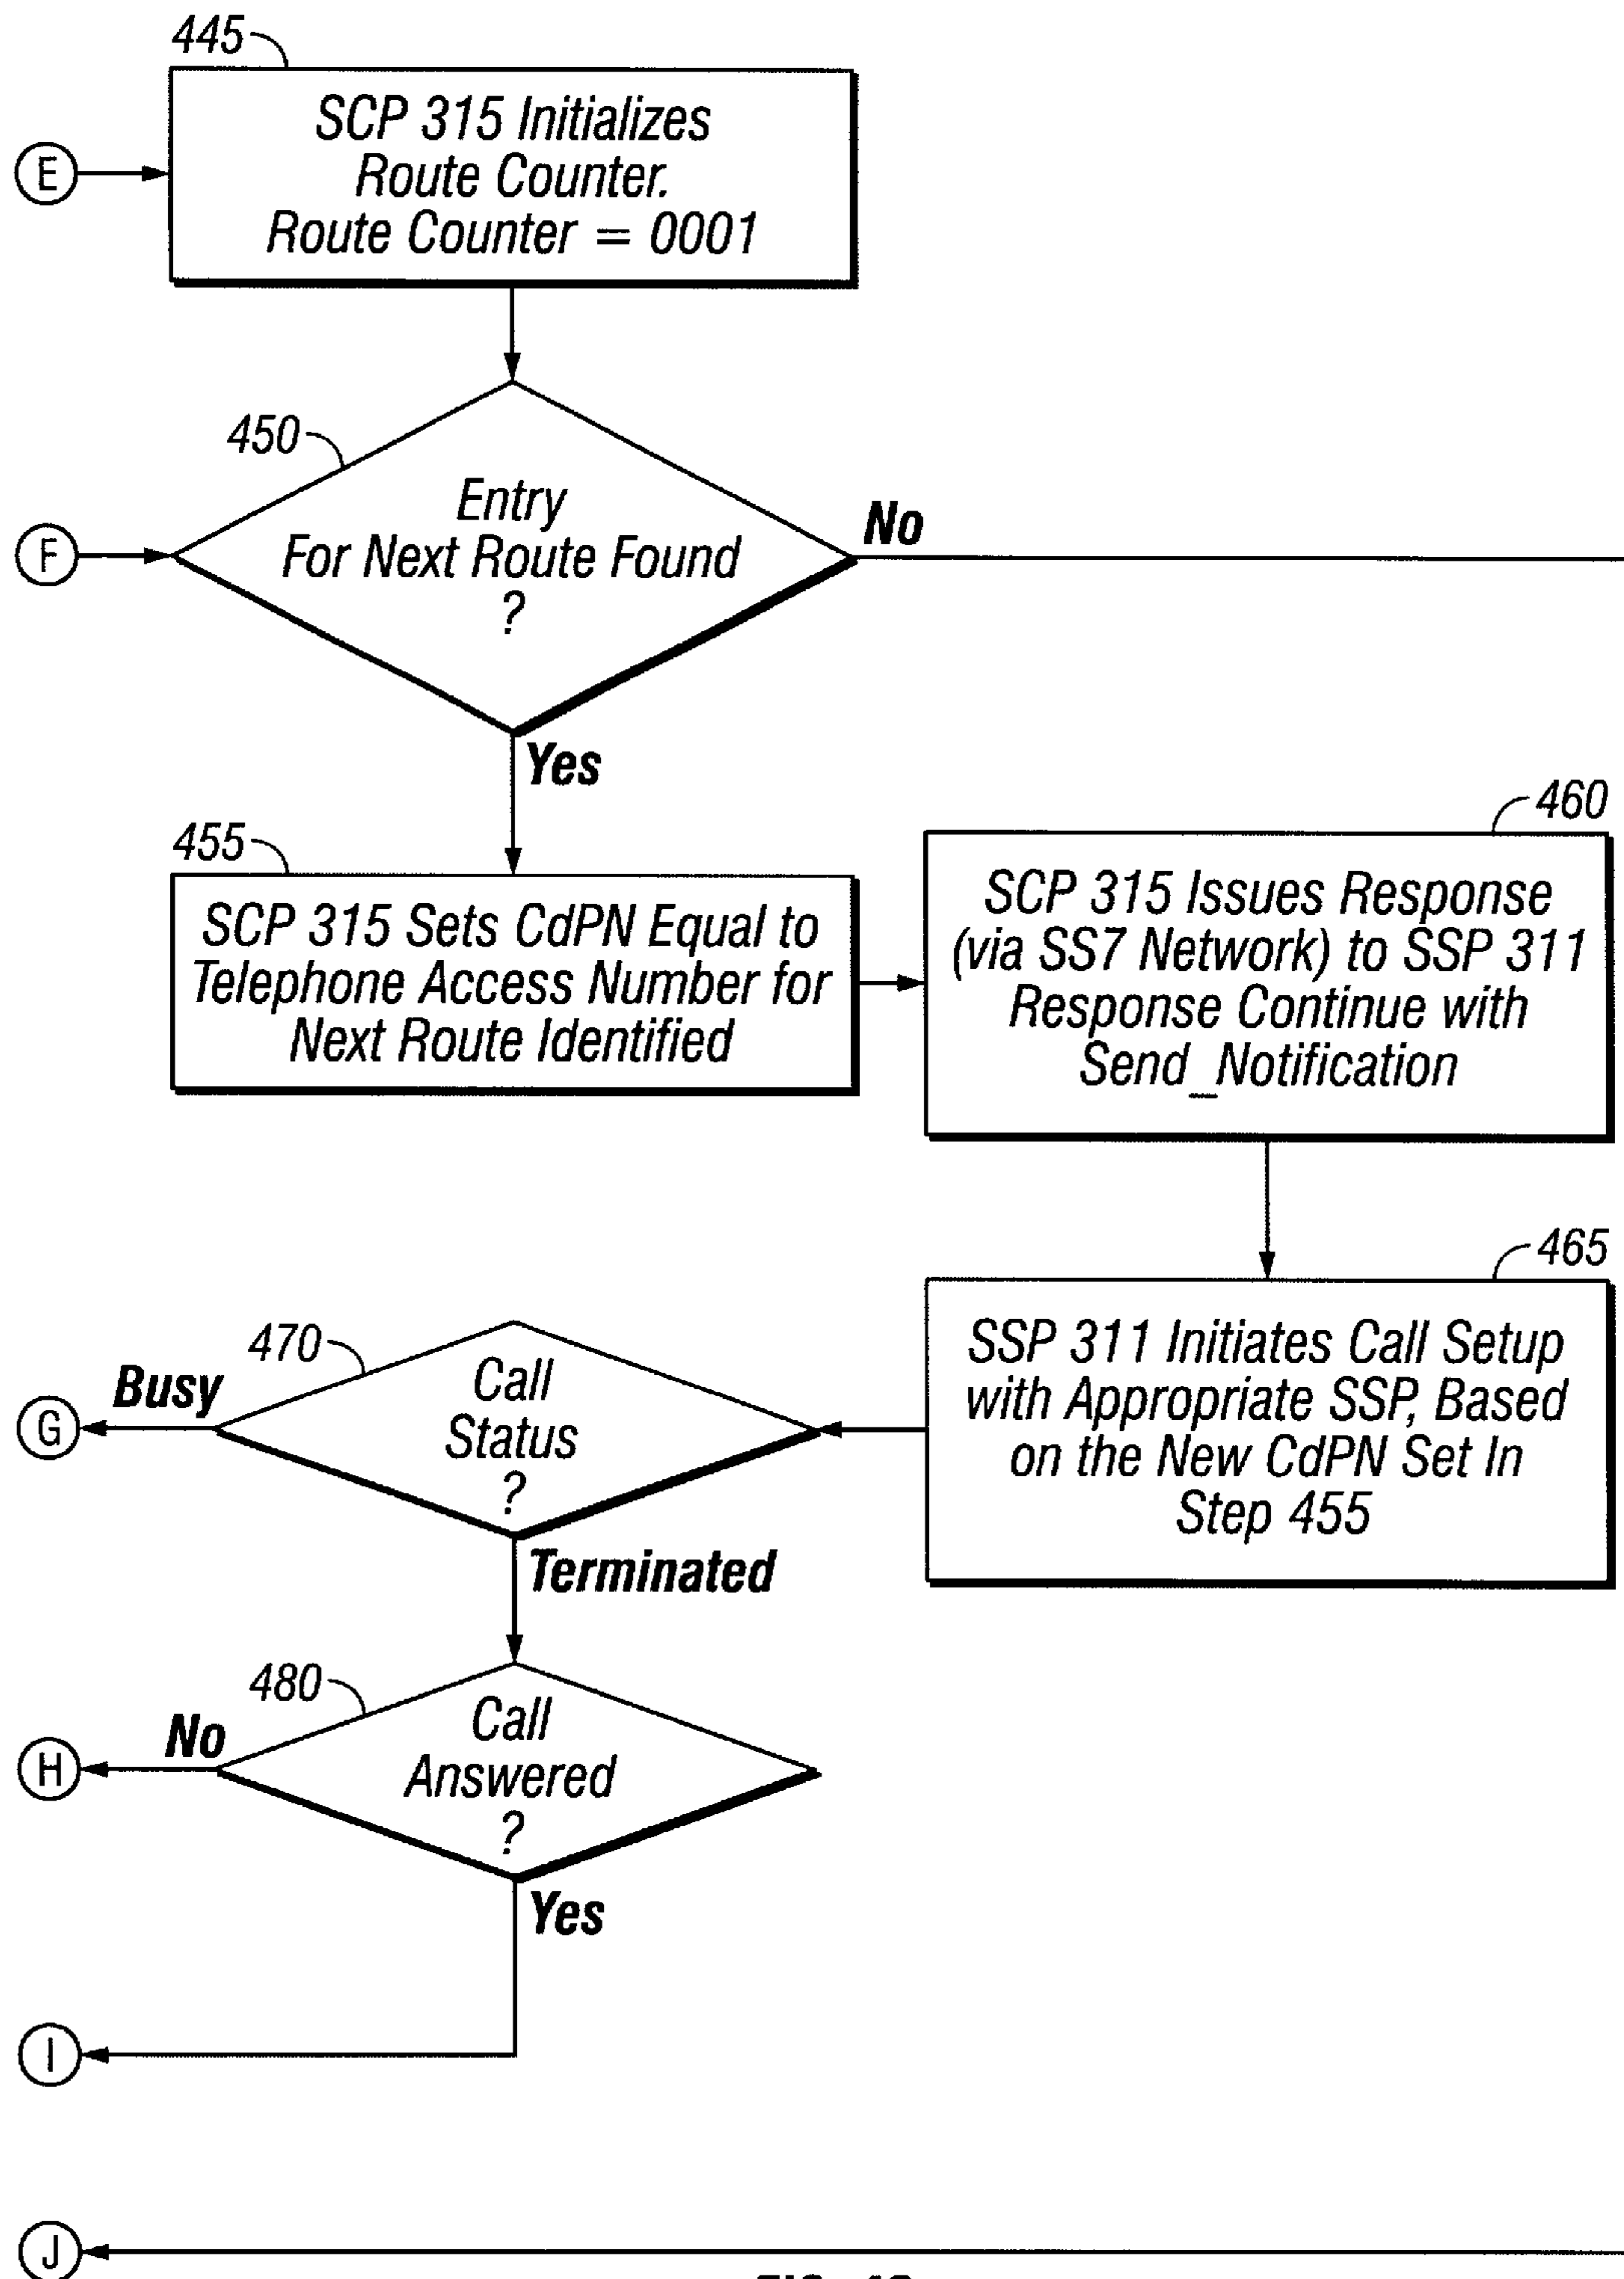 445
SCP 315 Initializes
Route Counter.
Route Counter = 0001
E
450
Entry
For Next Route Found
?
No
F
Yes
455
SCP 315 Sets CdPN Equal to
Telephone Access Number for
Next Route Identified
460
SCP 315 Issues Response
(via SS7 Network) to SSP 311
Response Continue with
Send_Notification
465
SSP 311 Initiates Call Setup
with Appropriate SSP, Based
on the New CdPN Set In
Step 455
470
Call
Status
?
Busy
G
Terminated
480
Call
Answered
?
No
H
Yes
I
J